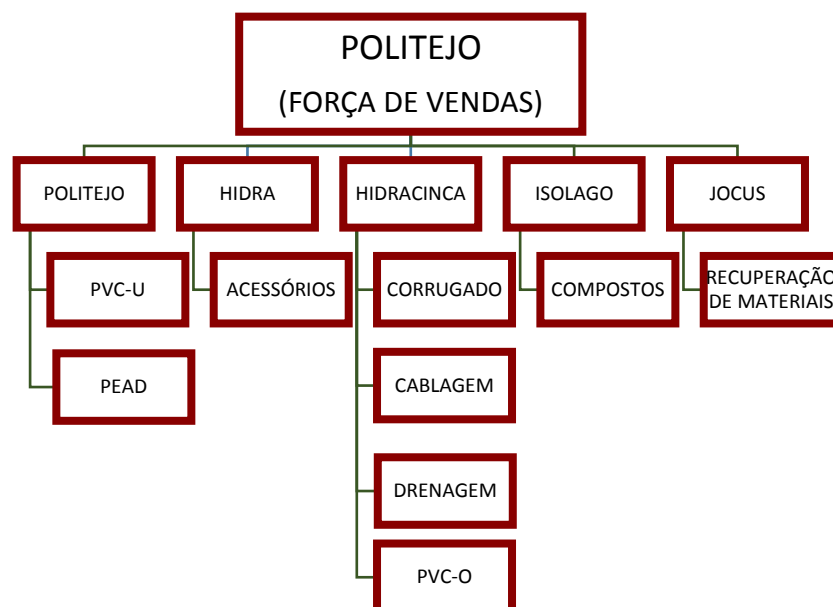 POLITEJO
(FORÇA DE VENDAS)
POLITEJO
HIDRA
HIDRACINCA
ISOLAGO
JOCUS
PVC-U
ACESSÓRIOS
CORRUGADO
COMPOSTOS
RECUPERAÇÃO
DE MATERIAIS
PEAD
CABLAGEM
DRENAGEM
PVC-O